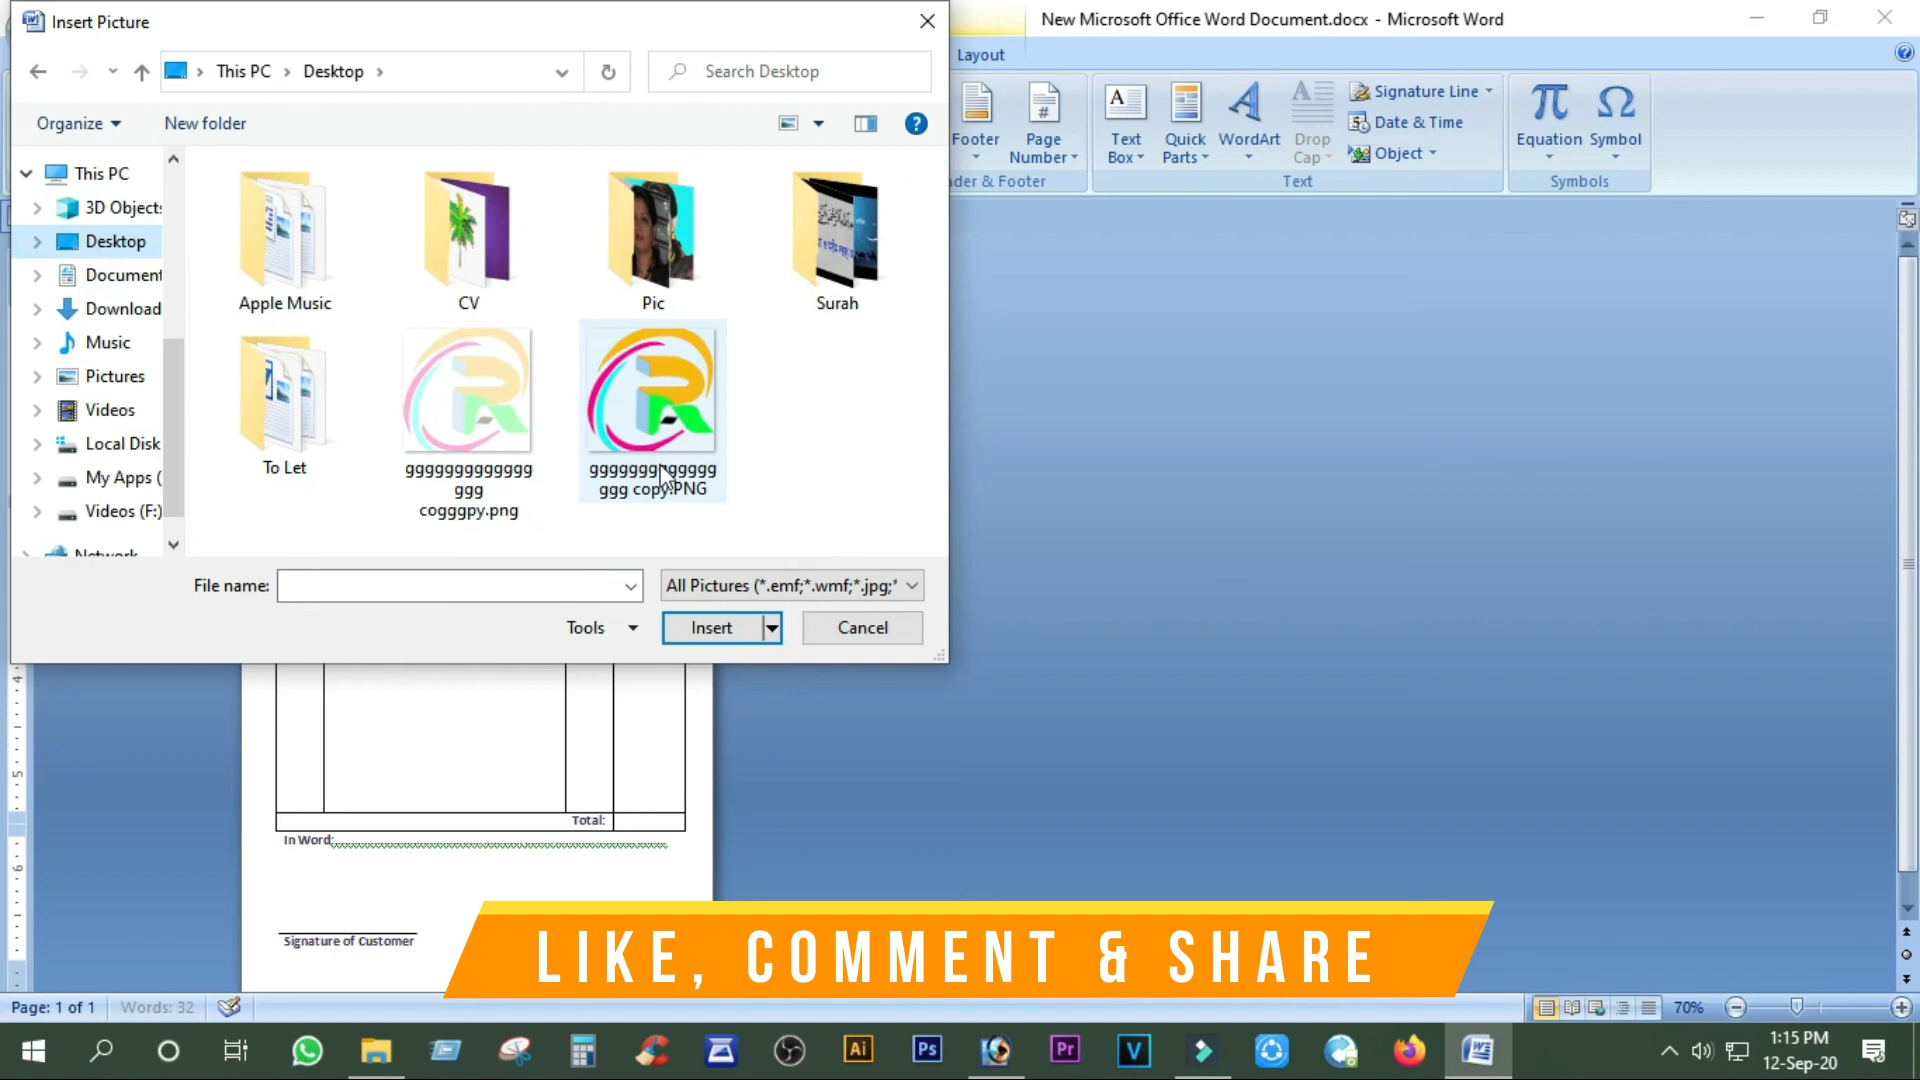 Insert Picture
New Microsoft Office Word Document.docx - Microsoft Word
This PC
Desktop
Search Desktop
Layout
Organize
New folder
Footer
Page
Number
Text
Box
Quick
Parts
WordArt
Drop
Cap
Signature Line
Date & Time
Object
Equation
Symbol
der & Footer
Text
Symbols
This PC
3D Objects
Desktop
Document
Download
Music
Pictures
Videos
Local Disk
My Apps (
Videos (F:)
Network
Apple Music
CV
Pic
Surah
To Let
ggggggggggggg
ggg
cogggpy.png
ggggggggggggg
ggg copy.PNG
File name:
All Pictures (*.emf;*.wmf;*.jpg;*
Tools
Insert
Cancel
Total:
In Word:
Signature of Customer
LIKE, COMMENT & SHARE
Page: 1 of 1
Words: 32
70%
Ai
Ps
Pr
V
1:15 PM
12-Sep-20